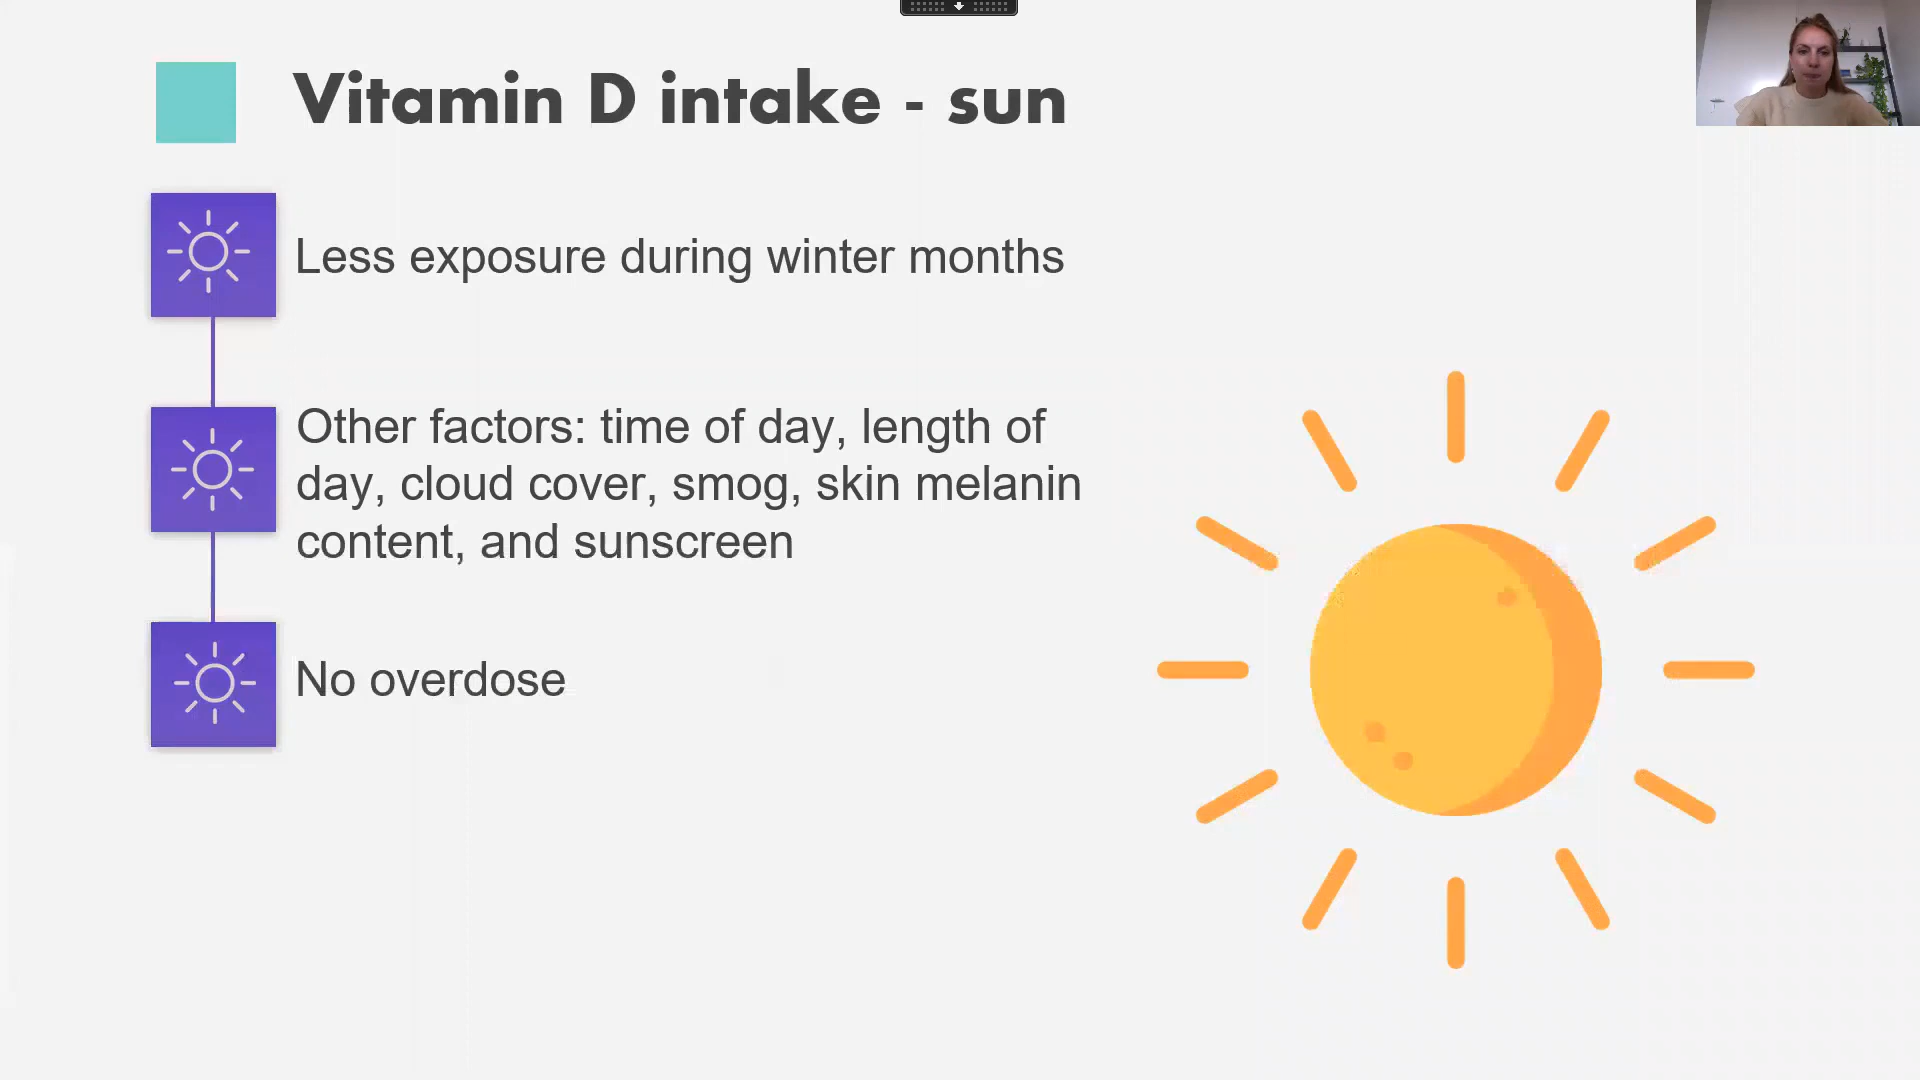 Vitamin D intake - sun
Less exposure during winter months
Other factors: time of day, length of
day, cloud cover, smog, skin melanin
content, and sunscreen
No overdose